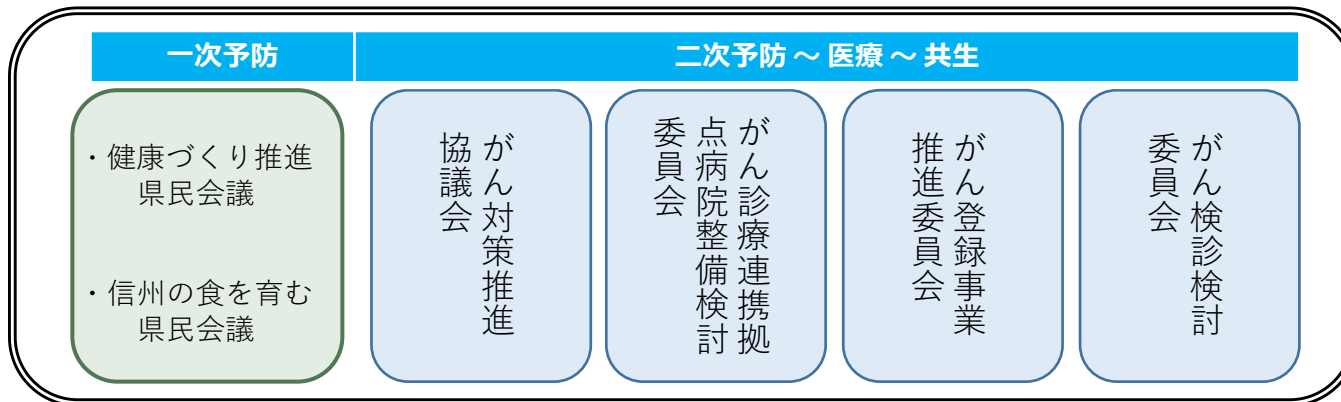 一次予防
二次予防 ～ 医療 ～ 共生
・健康づくり推進
県民会議
・信州の食を育む
県民会議
がん対策推進
協議会
がん診療連携拠
点病院整備検討
委員会
がん登録事業
推進委員会
がん検診検討
委員会